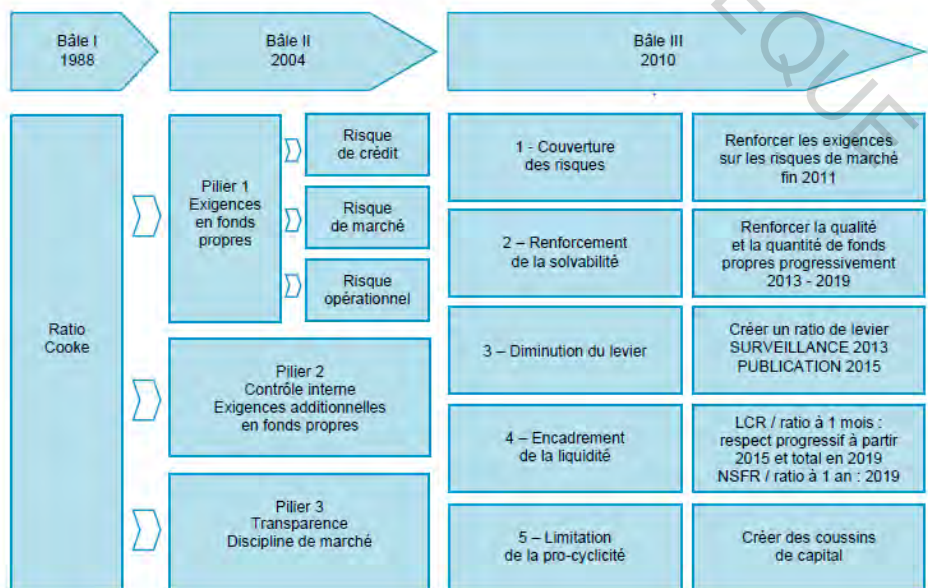 Bâle I
1988
Bâle II
2004
Bâle III
2010
Ratio
Cooke
Pilier 1
Exigences
en fonds
propres
Risque
de crédit
Risque
de marché
Risque
opérationnel
Pilier 2
Contrôle interne
Exigences additionnelles
en fonds propres
Pilier 3
Transparence
Discipline de marché
1 - Couverture
des risques
Renforcer les exigences
sur les risques de marché
fin 2011
2 – Renforcement
de la solvabilité
Renforcer la qualité
et la quantité de fonds
propres progressivement
2013 - 2019
3 – Diminution du levier
Créer un ratio de levier
SURVEILLANCE 2013
PUBLICATION 2015
4 – Encadrement
de la liquidité
LCR / ratio à 1 mois :
respect progressif à partir
2015 et total en 2019
NSFR / ratio à 1 an : 2019
5 – Limitation
de la pro-cyclicité
Créer des coussins
de capital
EQUE